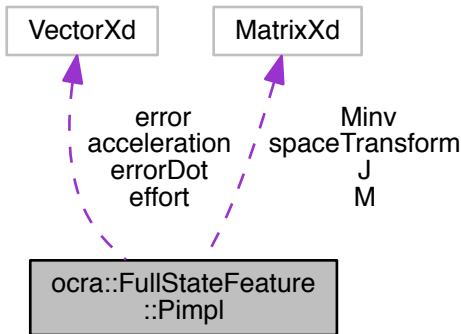 VectorXd
MatrixXd
error
acceleration
errorDot
effort
Minv
spaceTransform
J
M
ocra::FullStateFeature
::Pimpl